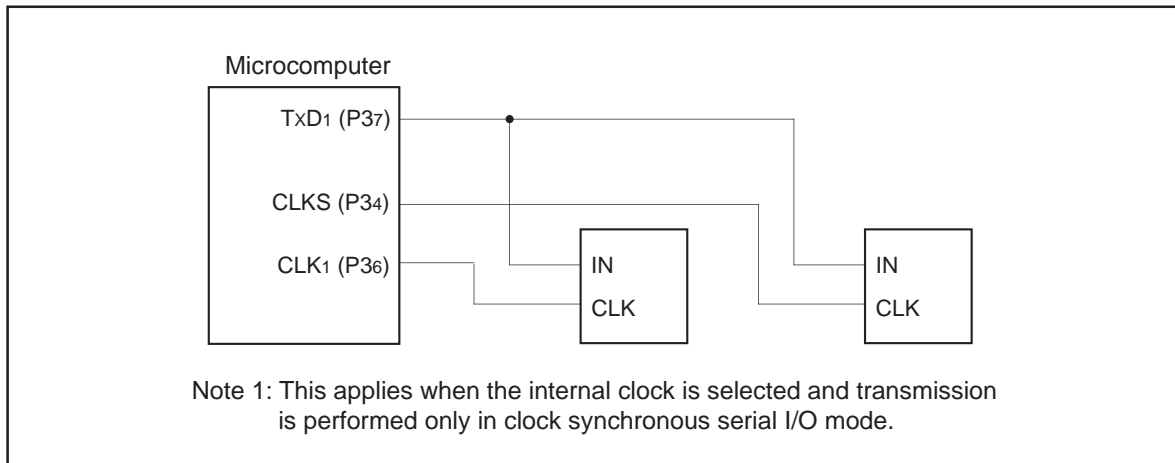 Microcomputer
TxD1 (P37)
CLKS (P34)
CLK1 (P36)
IN
CLK
IN
CLK
Note 1: This applies when the internal clock is selected and transmission
is performed only in clock synchronous serial I/O mode.